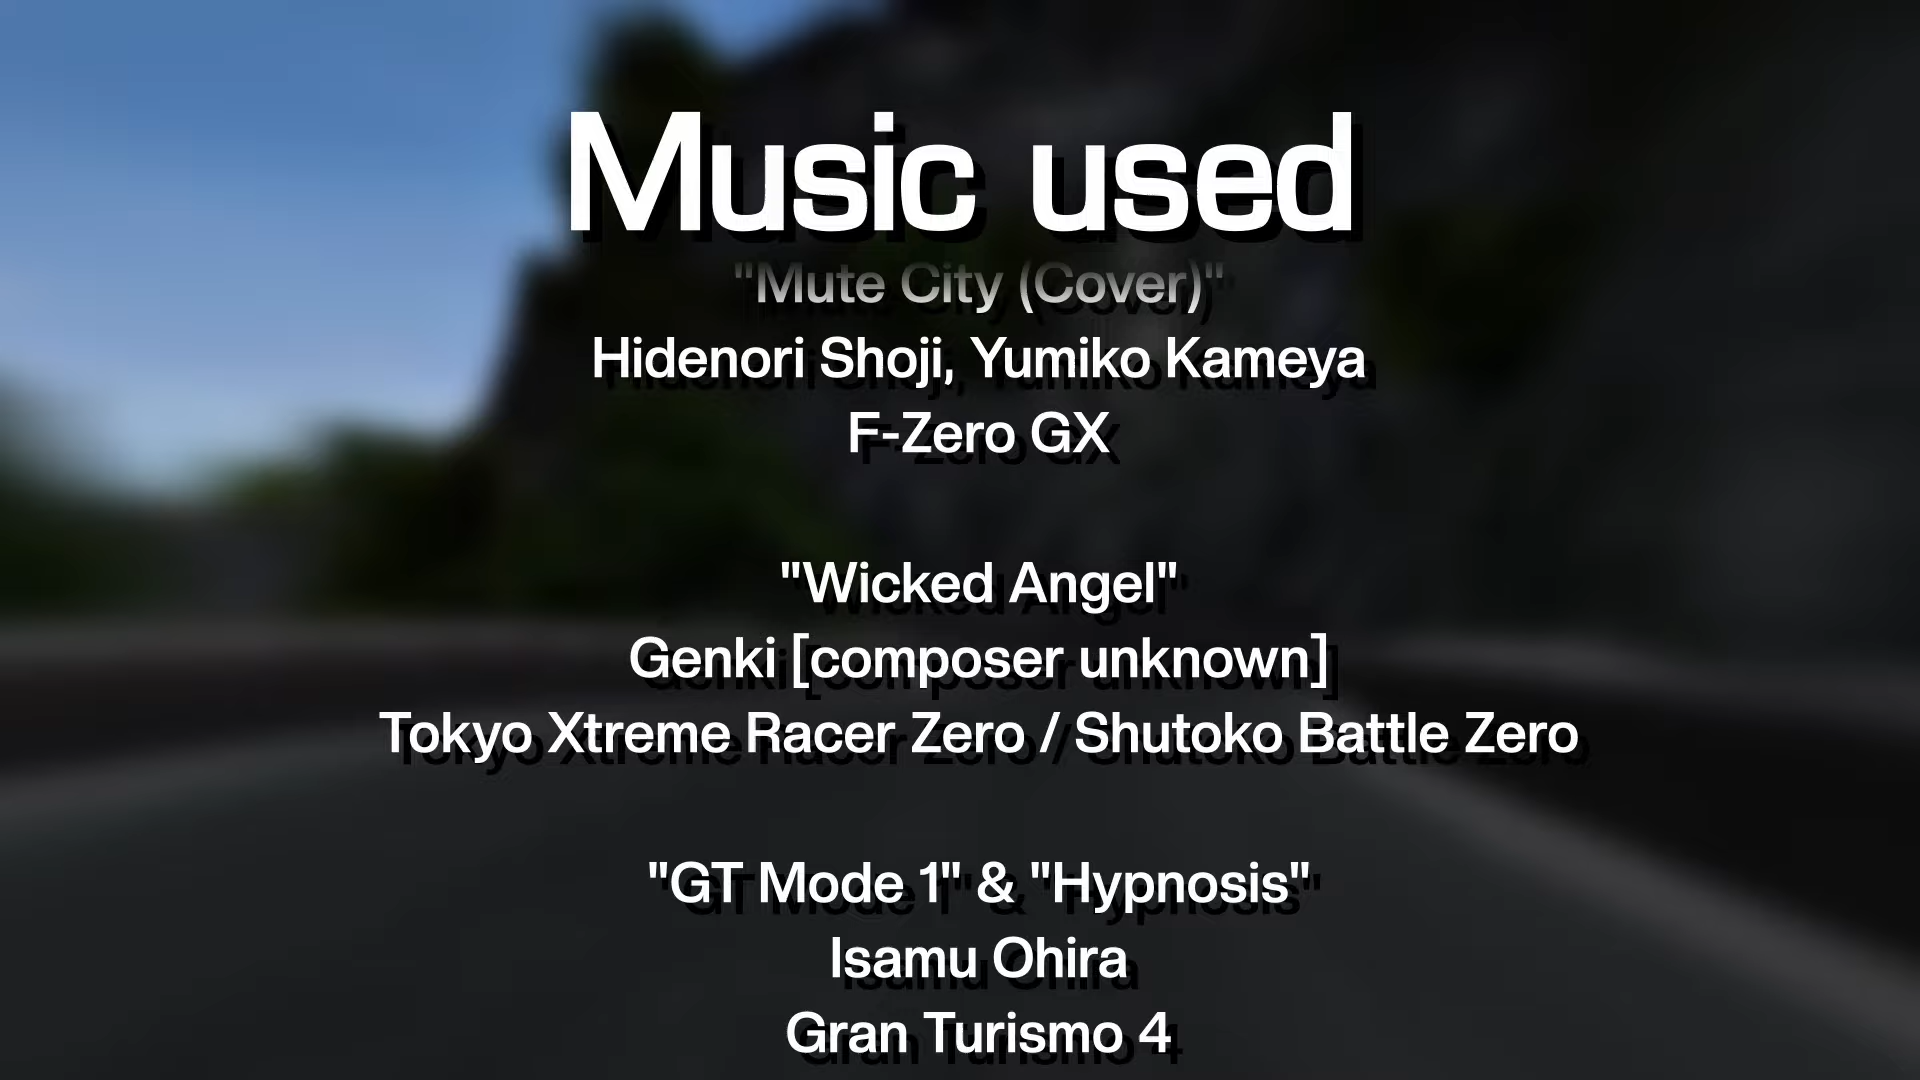 Music used
"Mute City (Cover)"
Hidenori Shoji, Yumiko Kameya
F-Zero GX
"Wicked Angel"
Genki [composer unknown]
Tokyo Xtreme Racer Zero / Shutoko Battle Zero
"GT Mode 1" & "Hypnosis"
Isamu Ohira
Gran Turismo 4